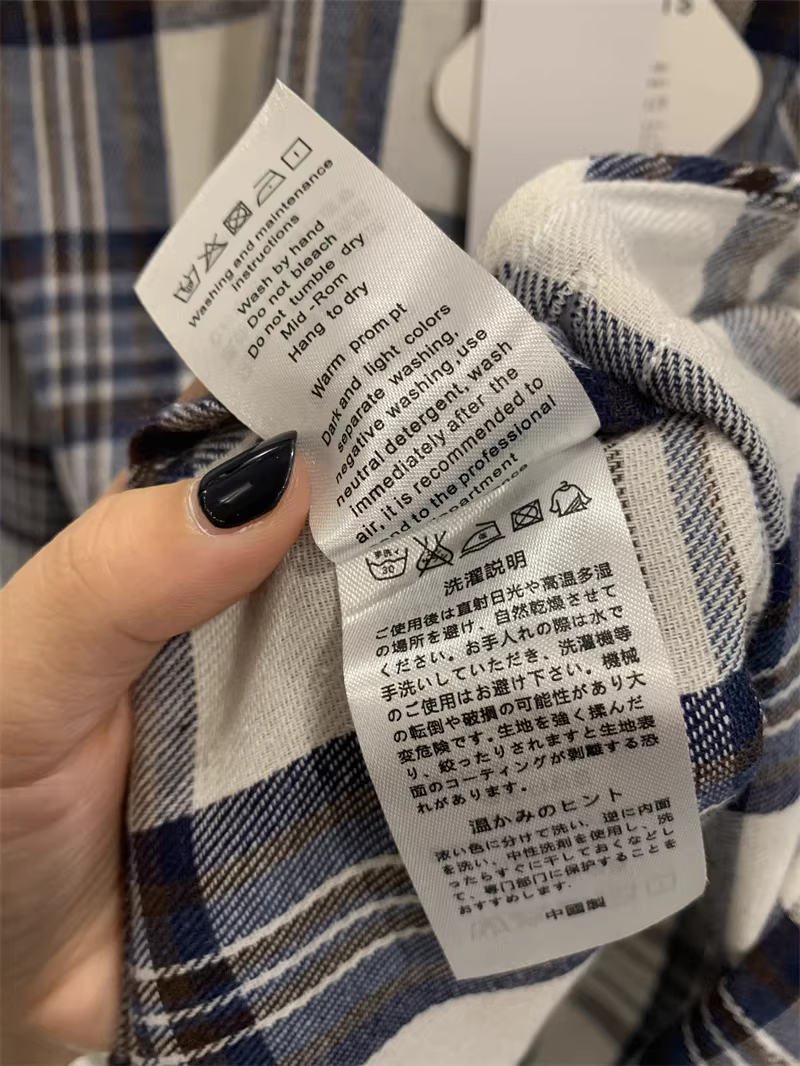 Washing and maintenance
instructions
Wash by hand
Do not bleach
Do not tumble dry
Mid -Rom
Hang to dry
Warm prompt
Dark and light colors
separate washing,
negative washing, use
neutral detergent, wash
immediately after the
air, it is recommended to
to the professional
手洗イ
30
洗濯説明
ご使用後は直射日光や高温多湿
の場所を避け、自然乾燥させて
ください。お手入れの際は水で
手洗いしていただき、洗濯機等
のご使用はお避け下さい。機械
の転倒や破損の可能性があり大
変危険です。生地を強く揉んだ
り、絞ったりされますと生地表
面のコーティングが剥離する恐
れがあります。
温かみのヒント
濃い色に分けて洗い、逆に内面
を洗い、中性洗剤を使用し、洗
ったらすぐに干しておくなどし
て、専门部门に保护することを
おすすめします.
中國製